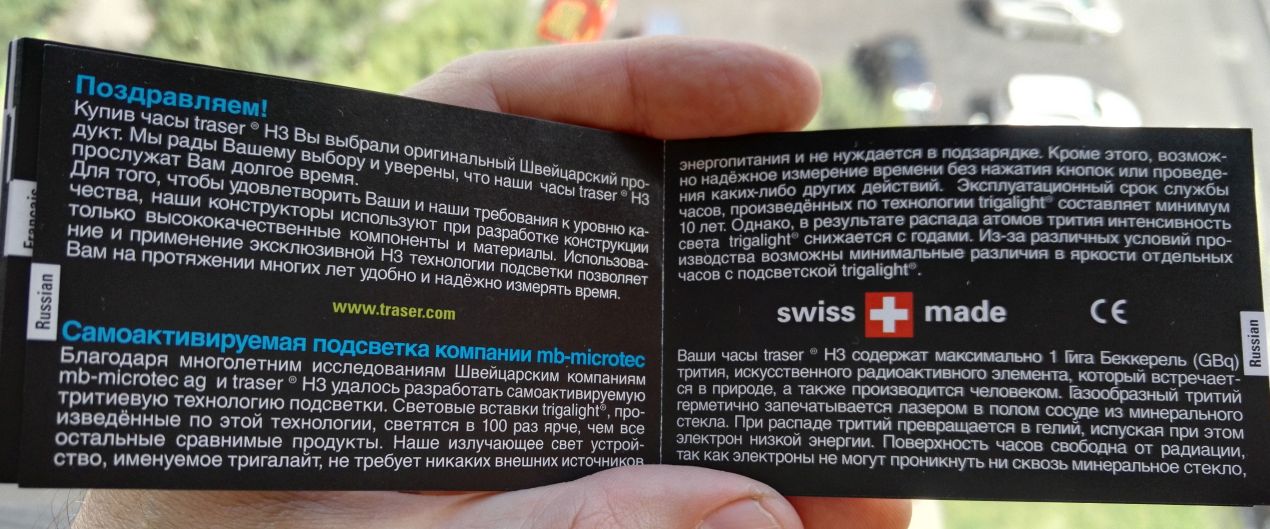 Поздравляем!
Купив часы traser ® H3 Вы выбрали оригинальный Швейцарский про-
дукт. Мы рады Вашему выбору и уверены, что наши часы traser ® H3
прослужат Вам долгое время.
Для того, чтобы удовлетворить Ваши и наши требования к уровню ка-
чества, наши конструкторы используют при разработке конструкции
только высококачественные компоненты и материалы. Использова-
ние и применение эксклюзивной H3 технологии подсветки позволяет
Вам на протяжении многих лет удобно и надёжно измерять время.
www.traser.com
Самоактивируемая подсветка компании mb-microtec
Благодаря многолетним исследованиям Швейцарским компаниям
mb-microtec ag и traser ® H3 удалось разработать самоактивируемую
тритиевую технологию подсветки. Световые вставки trigalight®, про-
изведённые по этой технологии, светятся в 100 раз ярче, чем все
остальные сравнимые продукты. Наше излучающее свет устрой-
ство, именуемое тригалайт, не требует никаких внешних источников
Francais
Russian
энергопитания и не нуждается в подзарядке. Кроме этого, возмож-
но надёжное измерение времени без нажатия кнопок или проведе-
ния каких-либо других действий. Эксплуатационный срок службы
часов, произведённых по технологии trigalight® составляет минимум
10 лет. Однако, в результате распада атомов трития интенсивность
света trigalight® снижается с годами. Из-за различных условий про-
изводства возможны минимальные различия в яркости отдельных
часов с подсветской trigalight®.
swiss made CE
Ваши часы traser ® H3 содержат максимально 1 Гига Беккерель (GBq)
трития, искусственного радиоактивного элемента, который встречает-
ся в природе, а также производится человеком. Газообразный тритий
герметично запечатывается лазером в полом сосуде из минерального
стекла. При распаде тритий превращается в гелий, испуская при этом
электрон низкой энергии. Поверхность часов свободна от радиации,
так как электроны не могут проникнуть ни сквозь минеральное стекло,
Russian